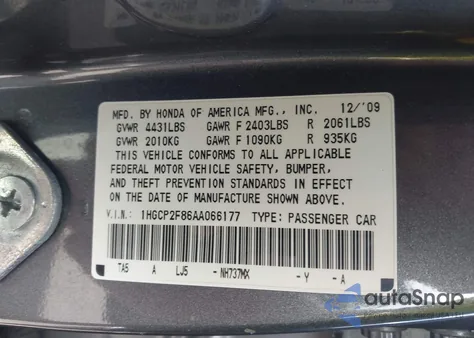 MFD. BY HONDA OF AMERICA MFG., INC. 12/'09
GVWR 4431LBS GAWR F 2403LBS R 2061LBS
GVWR 2010KG GAWR F 1090KG R 935KG
THIS VEHICLE CONFORMS TO ALL APPLICABLE
FEDERAL MOTOR VEHICLE SAFETY, BUMPER,
AND THEFT PREVENTION STANDARDS IN EFFECT
ON THE DATE OF MANUFACTURE SHOWN ABOVE.
V.I.N.: 1HGCP2F86AA066177 TYPE: PASSENGER CAR
TA5 A LJ5 - NH737MX - Y - A
autoSnap